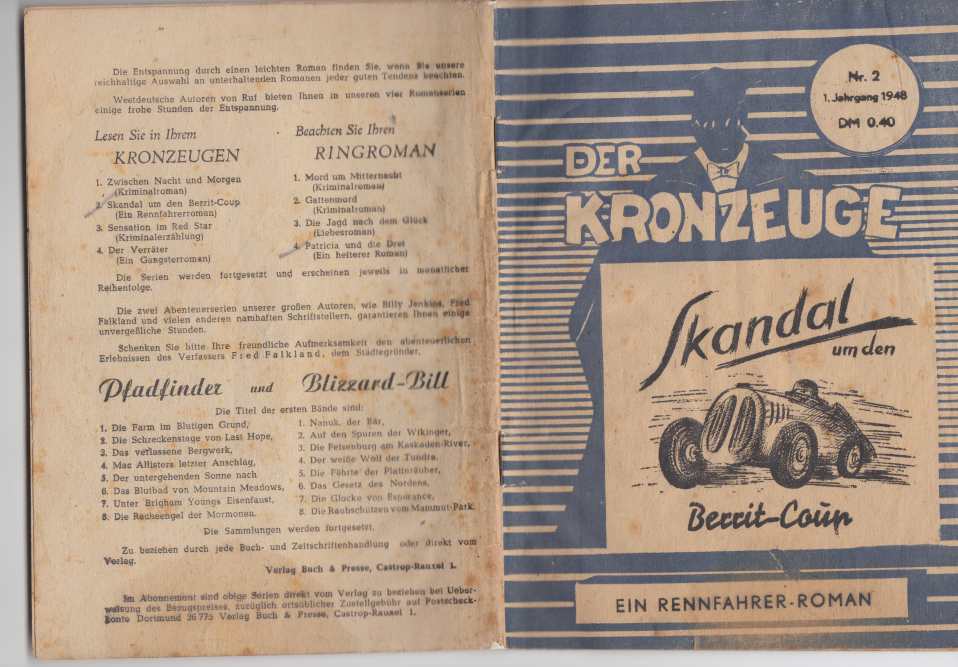 Die Entspannung durch einen leichten Roman finden Sie, wenn Sie unsere
reichhaltige Auswahl an unterhaltenden Romanen jeder guten Tendenz beachten.
Westdeutsche Autoren von Ruf bieten Ihnen in unseren vier Romanserien
einige frohe Stunden der Entspannung.
Lesen Sie in Ihrem
KRONZEUGEN
1. Zwischen Nacht und Morgen
(Kriminalroman)
2. Skandal um den Berrit-Coup
(Ein Rennfahrerroman)
3. Sensation im Red Star
(Kriminalerzählung)
4. Der Verräter
(Ein Gangsterroman)
Beachten Sie Ihren
RINGROMAN
1. Mord um Mitternacht
(Kriminalroman)
2. Gattenmord
(Kriminalroman)
3. Die Jagd nach dem Glück
(Liebesroman)
4. Patricia und die Drei
(Ein heiterer Roman)
Die Serien werden fortgesetzt und erscheinen jeweils in monatlicher
Reihenfolge.
Die zwei Abenteuerserien unserer großen Autoren, wie Billy Jenkins, Fred
Falkland und vielen anderen namhaften Schriftstellern, garantieren Ihnen einige
unvergeßliche Stunden.
Schenken Sie bitte Ihre freundliche Aufmerksamkeit den abenteuerlichen
Erlebnissen des Verfassers Fred Falkland, dem Städtegründer.
Pfadfinder und Blizzard-Bill
Die Titel der ersten Bände sind:
1. Die Farm im Blutigen Grund,
2. Die Schreckenstage von Last Hope,
3. Das verlassene Bergwerk,
4. Mac Allisters letzter Anschlag,
5. Der untergehenden Sonne nach
6. Das Blutbad von Mountain Meadows,
7. Unter Brigham Youngs Eisenfaust,
8. Die Racheengel der Mormonen.
1. Nanuk, der Bär,
2. Auf den Spuren der Wikinger,
3. Die Felsenburg am Kaskaden-River,
4. Der weiße Wolf der Tundra,
5. Die Fährte der Platinräuber,
6. Das Gesetz des Nordens,
7. Die Glocke von Esperance,
8. Die Raubschützen vom Mammut-Park.
Die Sammlungen werden fortgesetzt.
Zu beziehen durch jede Buch- und Zeitschriftenhandlung oder direkt vom
Verlag.
Verlag Buch & Presse, Castrop-Rauxel 1.
Im Abonnement sind obige Serien direkt vom Verlag zu beziehen bei Ueber-
weisung des Bezugspreises, zuzüglich ortsüblicher Zustellgebühr auf Postscheck-
konto Dortmund 26 775 Verlag Buch & Presse, Castrop-Rauxel 1.
Nr. 2
1. Jahrgang 1948
DM 0.40
DER
KRONZEUGE
Skandal
um den
Berrit-Coup
EIN RENNFAHRER-ROMAN